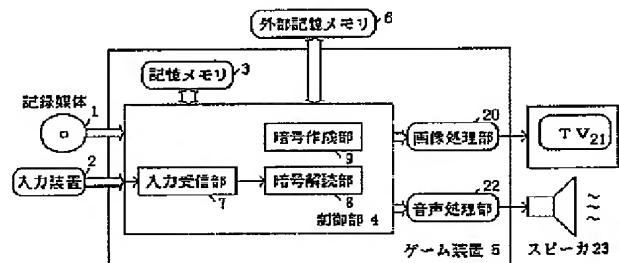 外部記憶メモリ 6
記憶メモリ 3
記録媒体
1
2
入力装置
入力受信部
7
暗号作成部
9
暗号解読部
8
制御部 4
20
画像処理部
TV21
22
音声処理部
ゲーム装置 5
スピーカ23